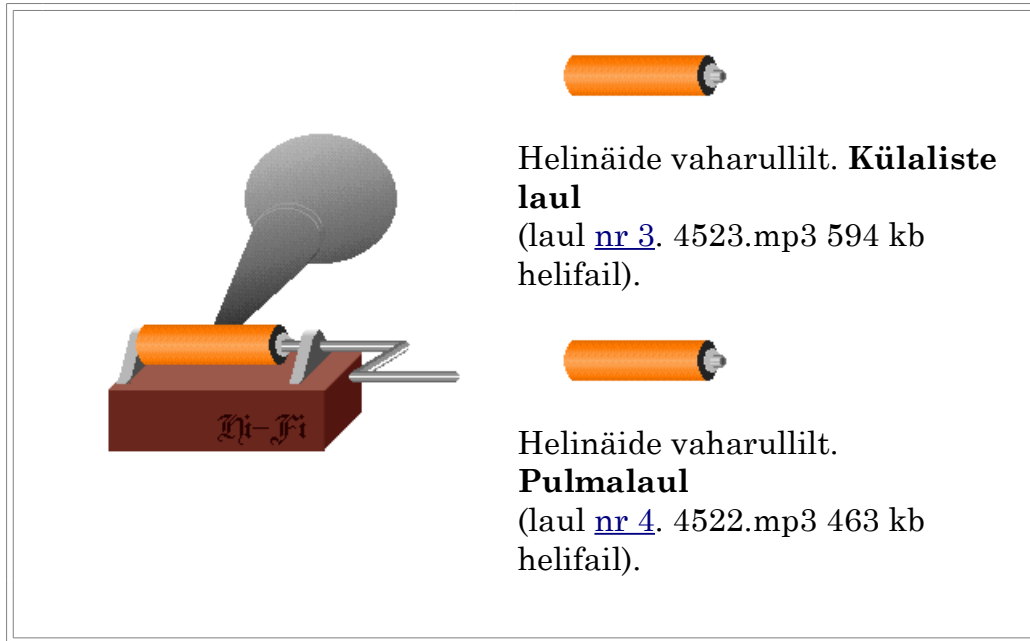 Helinäide vaharullilt. Külaliste
laul
(laul nr 3. 4523.mp3 594 kb
helifail).
Hi-Fi
Helinäide vaharullilt.
Pulmalaul
(laul nr 4. 4522.mp3 463 kb
helifail).